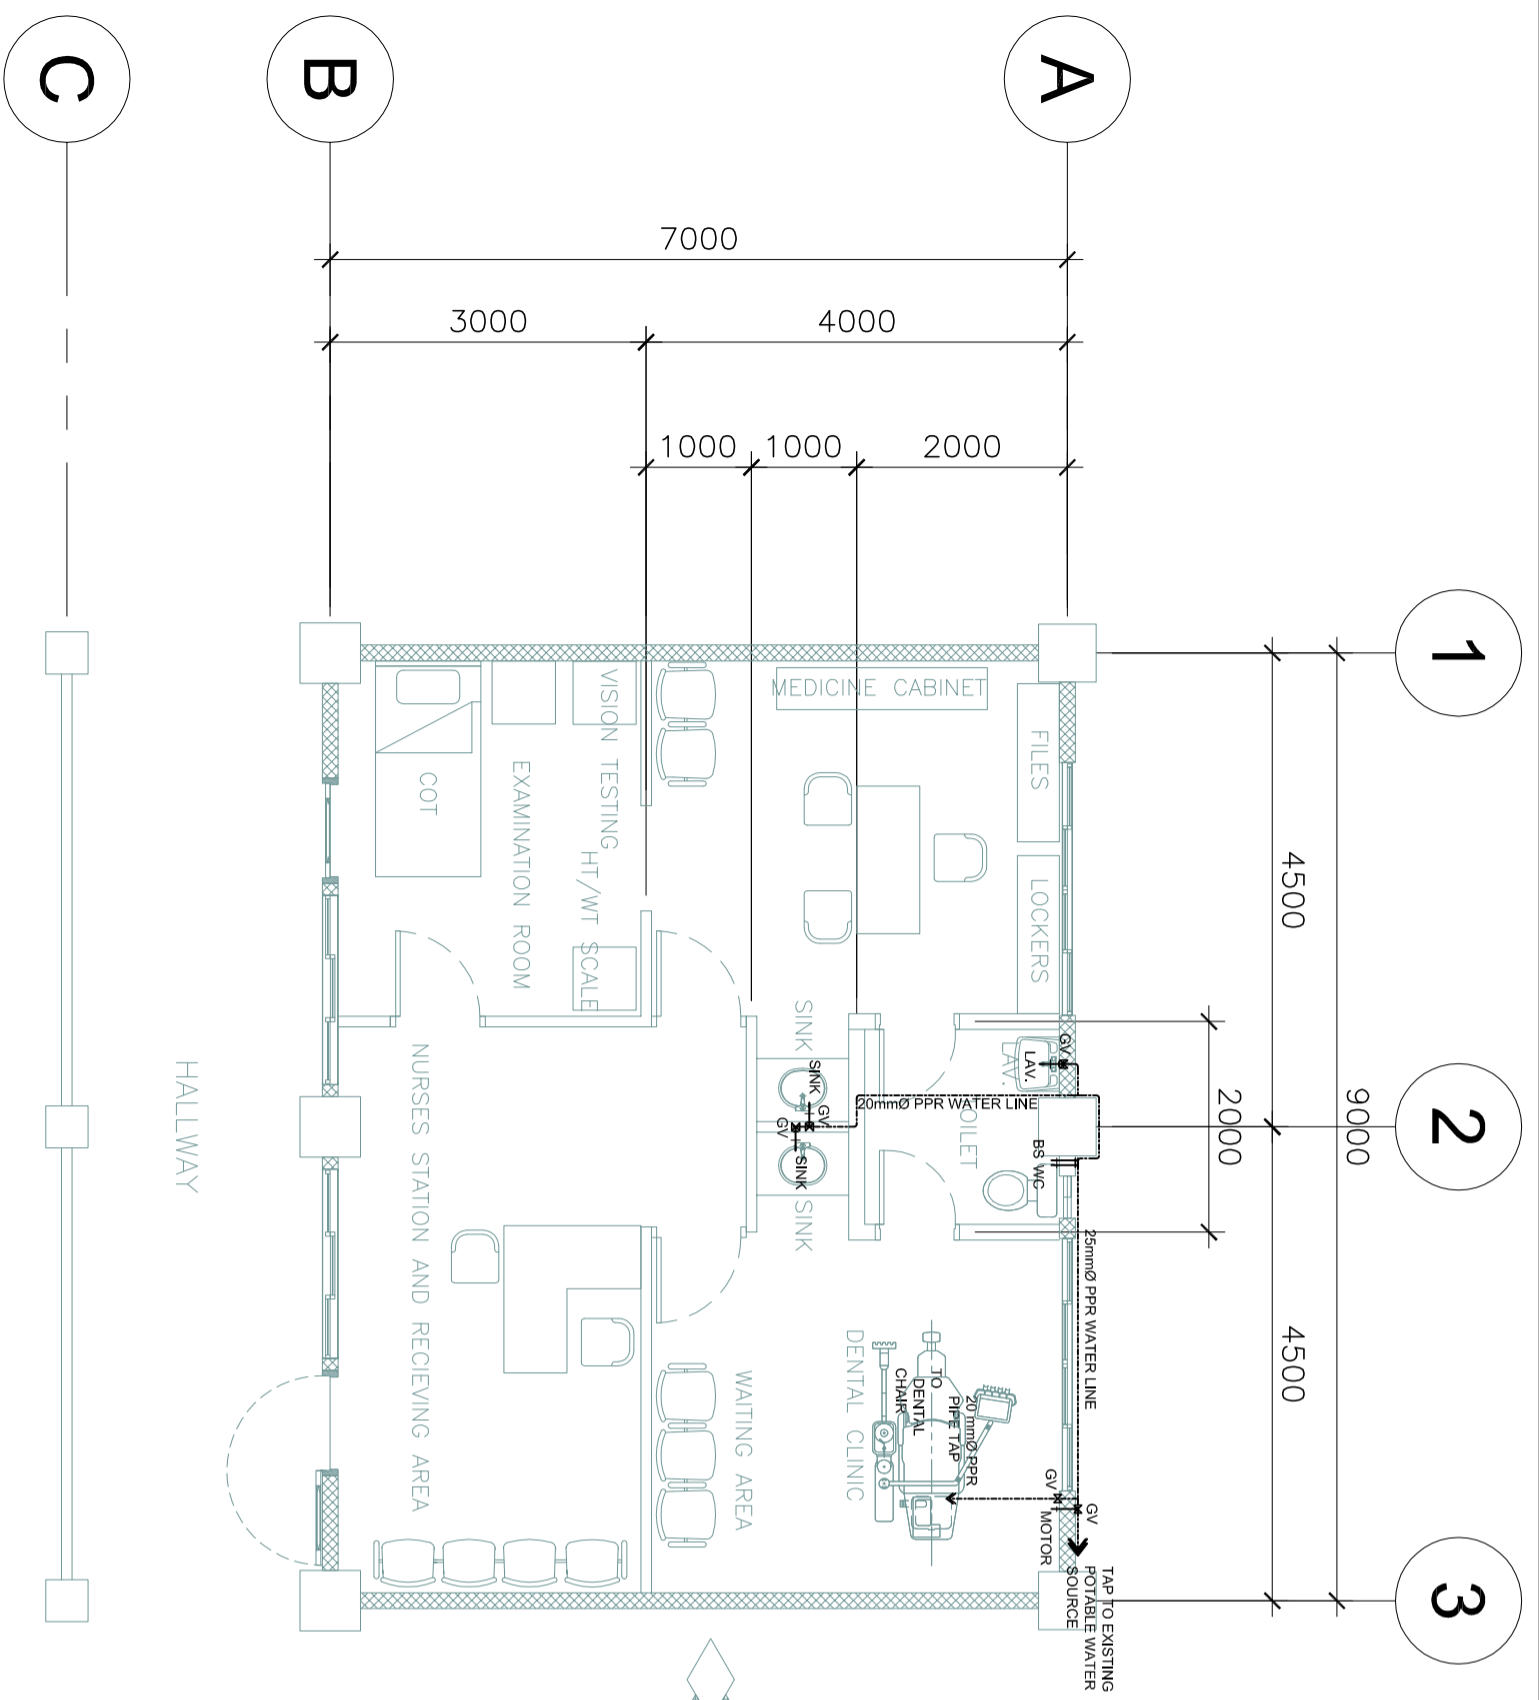 C
B
A
7000
3000
4000
1000
1000
2000
1
2
3
4500
4500
9000
2000
VISION TESTING
HT/WT SCALE
EXAMINATION ROOM
COT
MEDICINE CABINET
FILES
LOCKERS
SINK
SINK
GV
GV
SINK
SINK
LAV.
LAV.
GV
20mmØ PPR WATER LINE
OILET
BS WC
25mmØ PPR WATER LINE
NURSES STATION AND RECIEVING AREA
HALLWAY
WAITING AREA
DENTAL CLINIC
20 mmØ PPR
PIPE TAP
TO
DENTAL
CHAIR
GV
GV
MOTOR
TAP TO EXISTING
POTABLE WATER
SOURCE